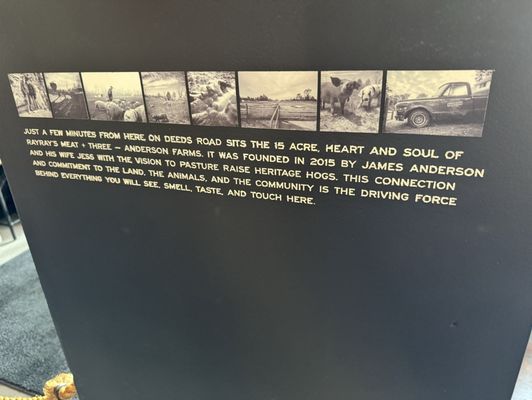 JUST A FEW MINUTES FROM HERE, ON DEEDS ROAD SITS THE 15 ACRE, HEART AND SOUL OF
RAYRAY'S MEAT + THREE — ANDERSON FARMS. IT WAS FOUNDED IN 2015 BY JAMES ANDERSON
AND HIS WIFE JESS WITH THE VISION TO PASTURE RAISE HERITAGE HOGS. THIS CONNECTION
AND COMMITMENT TO THE LAND, THE ANIMALS, AND THE COMMUNITY IS THE DRIVING FORCE
BEHIND EVERYTHING YOU WILL SEE, SMELL, TASTE, AND TOUCH HERE.